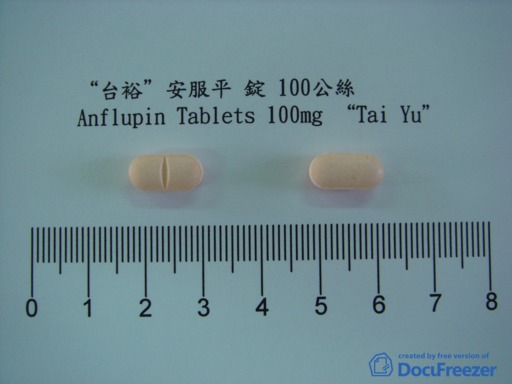 “台裕”安服平 錠 100公絲
Anflupin Tablets 100mg “Tai Yu”
0 1 2 3 4 5 6 7 8
created by free version of
DocuFreezer